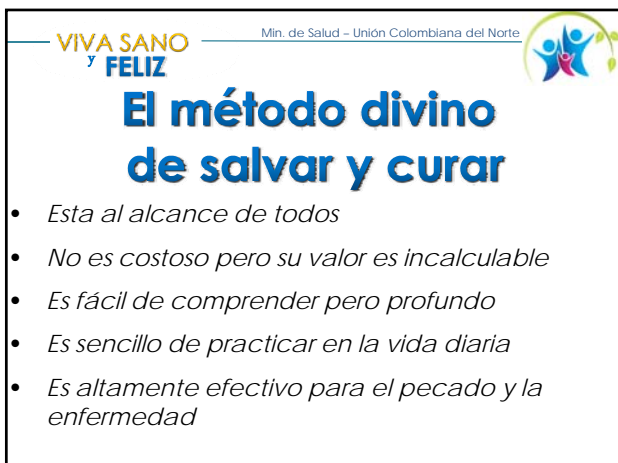 VIVA SANO
y FELIZ
Min. de Salud – Unión Colombiana del Norte
El método divino
de salvar y curar
• Esta al alcance de todos
• No es costoso pero su valor es incalculable
• Es fácil de comprender pero profundo
• Es sencillo de practicar en la vida diaria
• Es altamente efectivo para el pecado y la
enfermedad